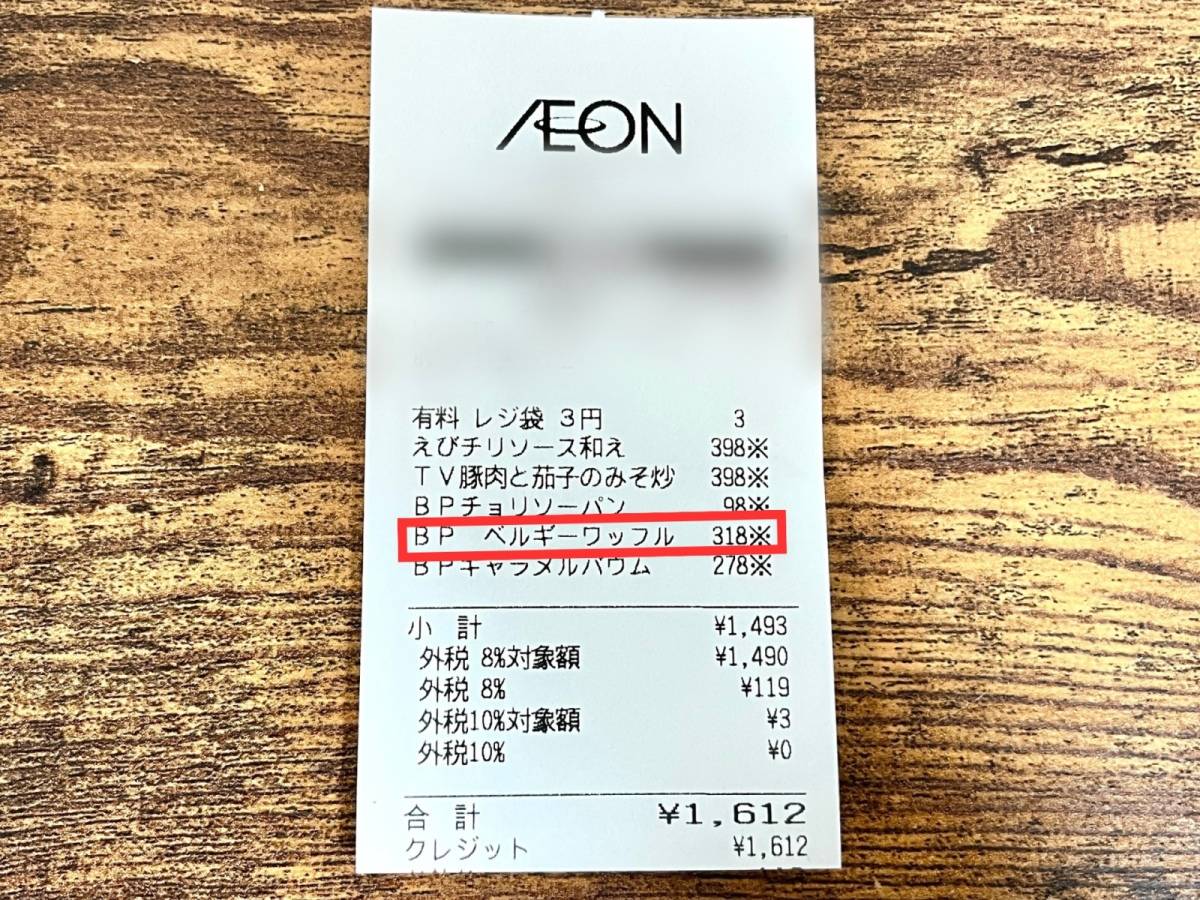 ÆON
有料 レジ袋 3円 3
えびチリソース和え 398※
TV豚肉と茄子のみそ炒 398※
BPチョリソーパン 98※
BP ベルギーワッフル 318※
BPキャラメルバウム 278※
小 計 ¥1,493
外税 8%対象額 ¥1,490
外税 8% ¥119
外税10%対象額 ¥3
外税10% ¥0
合 計 ¥1,612
クレジット ¥1,612